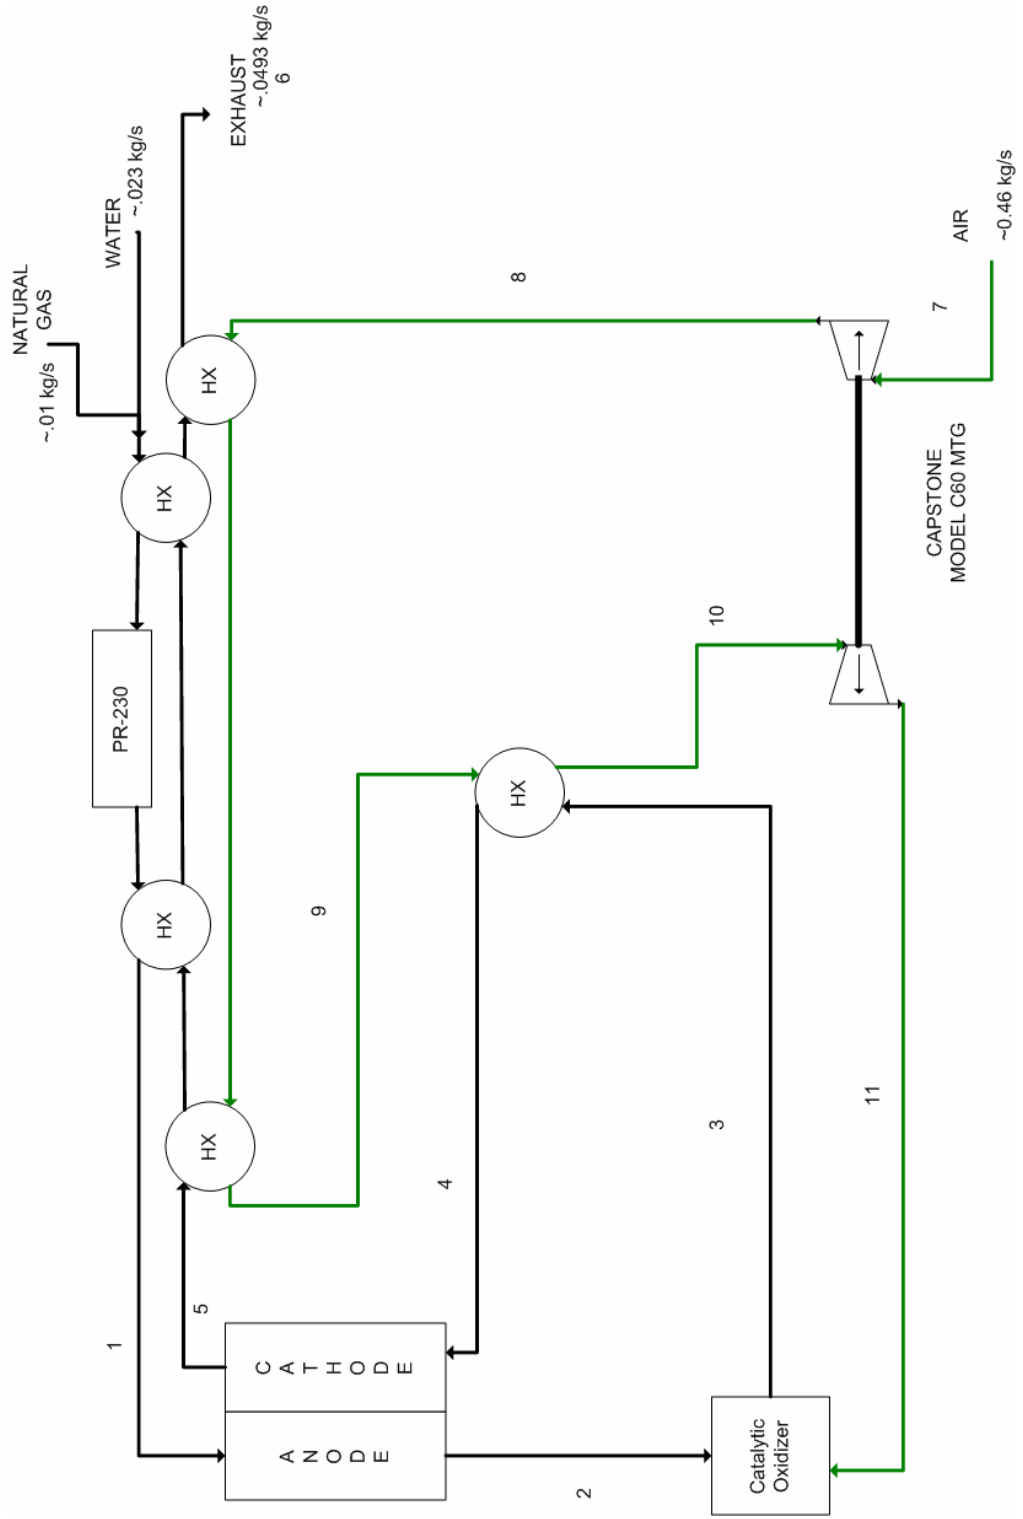 NATURAL
GAS
~.01 kg/s
WATER
~.023 kg/s
EXHAUST
~.0493 kg/s
6
HX
HX
PR-230
HX
HX
8
AIR
~0.46 kg/s
7
CAPSTONE
MODEL C60 MTG
10
HX
9
4
3
11
1
5
C
A
T
H
O
D
E
A
N
O
D
E
2
Catalytic
Oxidizer